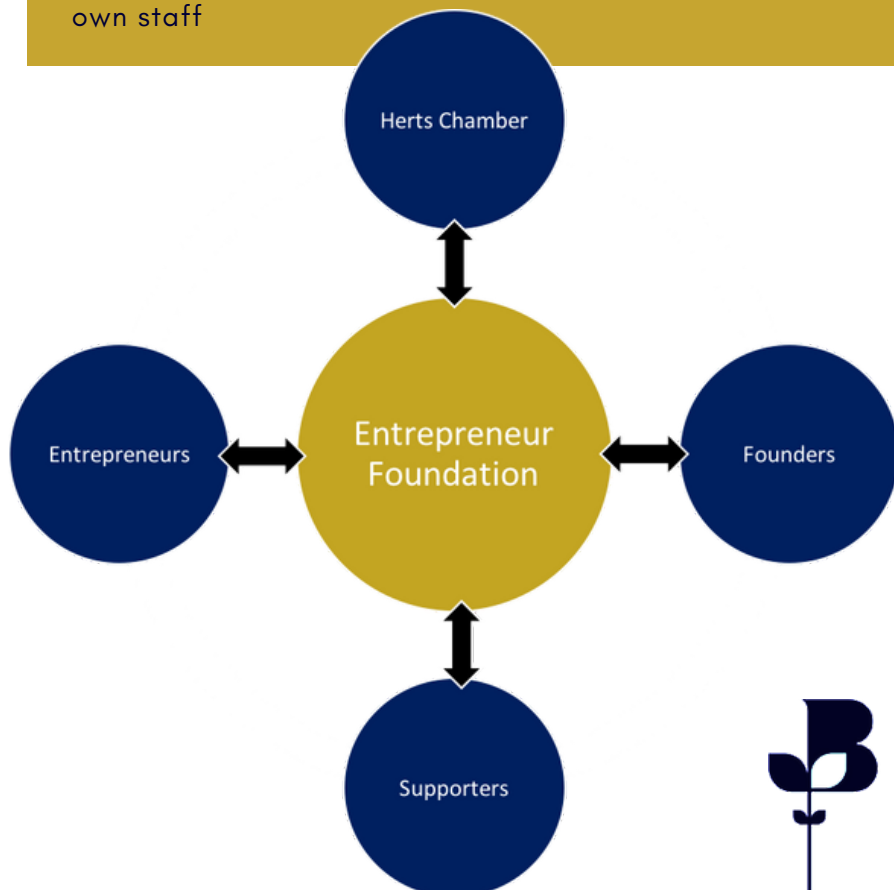 own staff
Herts Chamber
Entrepreneurs
Entrepreneur
Foundation
Founders
Supporters
B